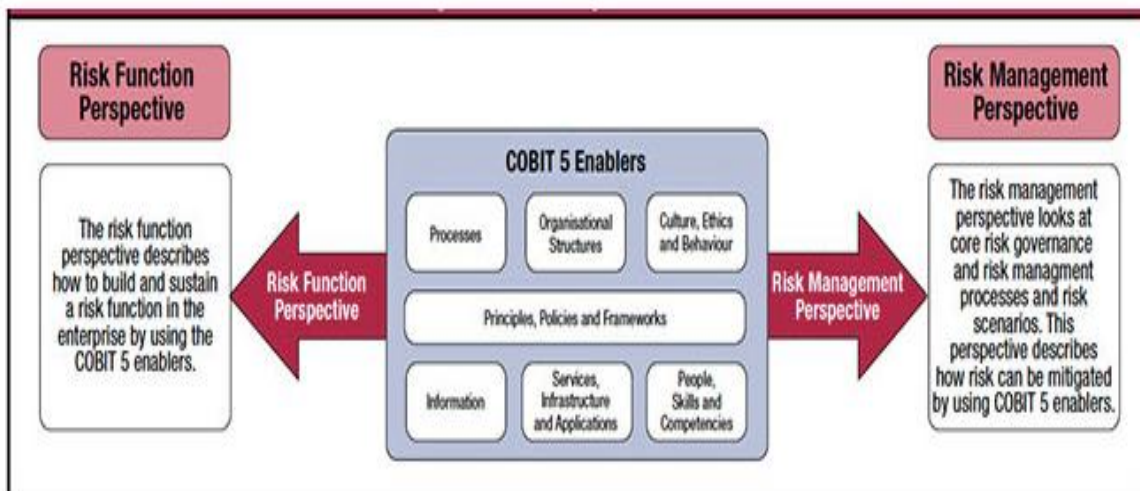 Risk Function
Perspective
The risk function
perspective describes
how to build and sustain
a risk function in the
enterprise by using the
COBIT 5 enablers.
Risk Function
Perspective
COBIT 5 Enablers
Processes
Organisational
Structures
Culture, Ethics
and Behaviour
Principles, Policies and Frameworks
Information
Services,
Infrastructure
and Applications
People,
Skills and
Competencies
Risk Management
Perspective
Risk Management
Perspective
The risk management
perspective looks at
core risk governance
and risk managment
processes and risk
scenarios. This
perspective describes
how risk can be mitigated
by using COBIT 5 enablers.